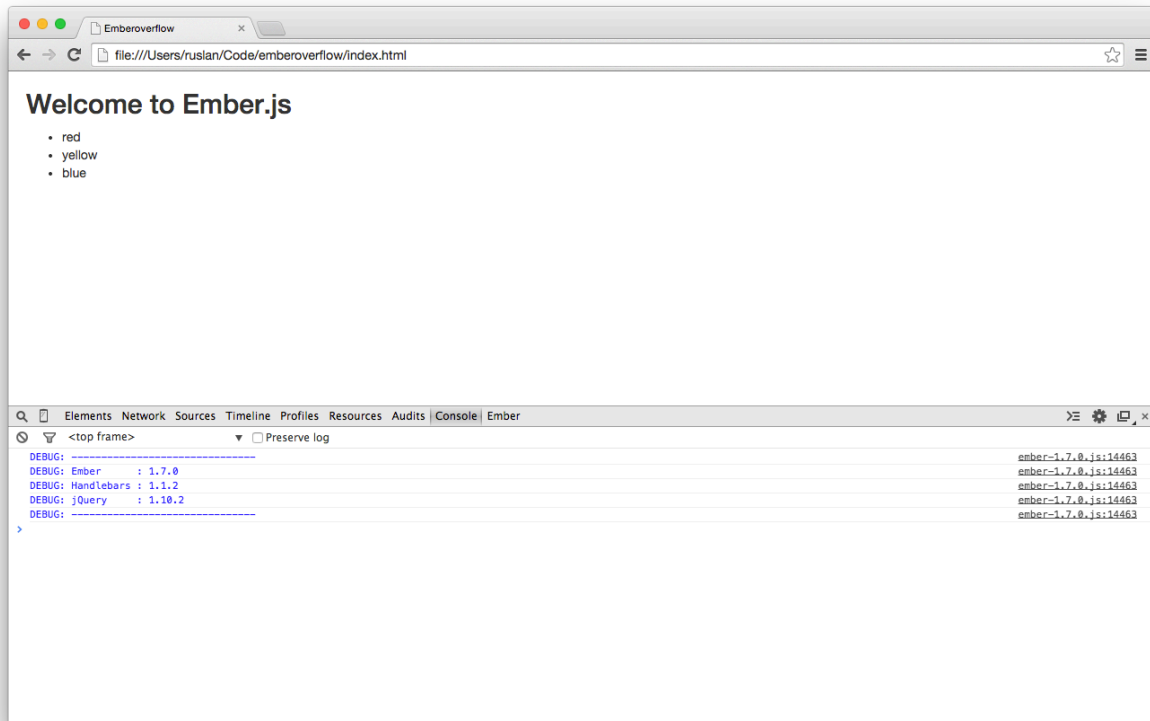 Emberoverflow
file:///Users/ruslan/Code/emberoverflow/index.html
Welcome to Ember.js
• red
• yellow
• blue
Elements Network Sources Timeline Profiles Resources Audits Console Ember
<top frame> ▼ Preserve log
DEBUG: ------------------------------- ember-1.7.0.js:14463
DEBUG: Ember      : 1.7.0 ember-1.7.0.js:14463
DEBUG: Handlebars : 1.1.2 ember-1.7.0.js:14463
DEBUG: jQuery     : 1.10.2 ember-1.7.0.js:14463
DEBUG: ------------------------------- ember-1.7.0.js:14463
>